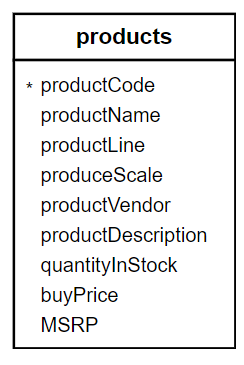 products
* productCode
productName
productLine
produceScale
productVendor
productDescription
quantityInStock
buyPrice
MSRP